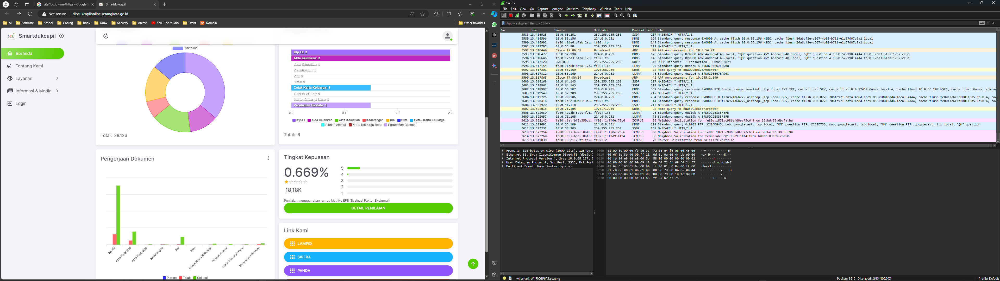 site:*go.id -inurl:https - Google S
Smartdukcapil
Not secure
disdukcapilonline.serangkota.go.id
AI
Software
School
Coding
Book
Draw
Security
Anime
YouTube Studio
Event
Domain
Other favorites
Smartdukcapil
Beranda
Tentang Kami
Layanan
Informasi & Media
Login
Taktakan
Total: 28.126
Ktp-El: 2
Akta Kelahiran: 2
Akta Kematian: 0
Kedatangan: 0
Kia: 0
Skts: 0
Cetak Kartu Keluarga: 1
Pindah Alamat: 0
Kartu Keluarga Baru: 0
Perubahan Biodata: 1
0.0 0.7 1.3 2.0
Ktp-El Akta Kelahiran Akta Kematian Kedatangan Kia Skts Cetak Kartu Keluarga
Pindah Alamat Kartu Keluarga Baru Perubahan Biodata
Total: 6
Pengerjaan Dokumen
Ktp-El
Akta Kelahiran
Akta Kematian
Kedatangan
Kia
Skts
Cetak Kartu Keluarga
Pindah Alamat
Kartu Keluarga Baru
Perubahan Biodata
Proses Tolak Selesai
Tingkat Kepuasan
0.669%
18,18K
5
4
3
2
1
Penilaian menggunakan rumus Matriks EFE (Evaluasi Faktor Eksternal)
DETAIL PENILAIAN
Link Kami
LAMPID
SIPERA
PANDA
*Wi-Fi
File Edit View Go Capture Analyze Statistics Telephony Wireless Tools Help
Apply a display filter ... <Ctrl-/>
No. Time Source Destination Protocol Length Info
3588 13.416525 10.0.65.251 239.255.255.250 SSDP 217 M-SEARCH * HTTP/1.1
3589 13.416596 10.0.55.156 224.0.0.251 MDNS 129 Standard query response 0x0000 A, cache flush 10.0.55.156 NSEC, cache flush 56a6cf2e-c807-4b08-b711-e1d37d07c9a2.local
3590 13.416992 fe80::14e6:d7eb:2ab… ff02::fb MDNS 149 Standard query response 0x0000 A, cache flush 10.0.55.156 NSEC, cache flush 56a6cf2e-c807-4b08-b711-e1d37d07c9a2.local
3591 13.417795 10.0.55.88 239.255.255.250 SSDP 217 M-SEARCH * HTTP/1.1
3592 13.516440 Cisco_f7:86:69 Broadcast ARP 42 ARP Announcement for 10.0.54.21
3593 13.516477 10.0.52.198 224.0.0.251 MDNS 126 Standard query 0x0000 ANY Android-40.local, "QM" question ANY Android-40.local, "QM" question A 10.0.52.198 AAAA fe80::7bd3:b1aa:1767:ce3d
3594 13.516646 fe80::7bd3:b1aa:176… ff02::fb MDNS 146 Standard query 0x0000 ANY Android-40.local, "QM" question ANY Android-40.local, "QM" question A 10.0.52.198 AAAA fe80::7bd3:b1aa:1767:ce3d
3595 13.517120 0.0.0.0 255.255.255.255 DHCP 342 DHCP Discover - Transaction ID 0xc983879
3596 13.517154 fe80::1c8b:bc08:12d… ff02::1:3 LLMNR 95 Standard query 0xdae6 A BRW0C96E67EA908
3597 13.517201 10.0.56.169 10.0.56.255 NBNS 92 Name query NB BRW0C96E67EA908<00>
3598 13.517812 10.0.56.169 224.0.0.252 LLMNR 75 Standard query 0xdae6 A BRW0C96E67EA908
3599 13.517865 Cisco_f7:86:69 Broadcast ARP 42 ARP Announcement for 10.255.2.199
3600 13.518169 10.0.64.143 239.255.255.250 SSDP 217 M-SEARCH * HTTP/1.1
3601 13.518961 10.0.64.143 239.255.255.250 SSDP 217 M-SEARCH * HTTP/1.1
3602 13.518997 10.0.56.107 224.0.0.251 MDNS 357 Standard query response 0x0000 PTR Gunze._companion-link._tcp.local TXT TXT, cache flush SRV, cache flush 0 0 52450 Gunze.local A, cache flush 10.0.56.107 NSEC, cache flush Gunze._compan
3603 13.519547 10.0.52.209 239.255.255.250 SSDP 217 M-SEARCH * HTTP/1.1
3604 13.519726 10.0.70.186 224.0.0.251 MDNS 294 Standard query response 0x0000 PTR f27a921d6b27._airdrop._tcp.local SRV, cache flush 0 0 8770 706fc971-adf4-4b8d-abc9-858710010dd4.local AAAA, cache flush fe80::c6e:d0b0:13a5:1a50 A, cac
3605 13.520416 fe80::c6e:d0b0:13a5… ff02::fb MDNS 314 Standard query response 0x0000 PTR f27a921d6b27._airdrop._tcp.local SRV, cache flush 0 0 8770 706fc971-adf4-4b8d-abc9-858710010dd4.local AAAA, cache flush fe80::c6e:d0b0:13a5:1a50 A, cac
3606 13.521970 10.0.51.118 239.255.255.250 SSDP 217 M-SEARCH * HTTP/1.1
3607 13.522018 10.0.71.105 10.0.71.255 NBNS 92 Name query NB BRW50C2E835F3FB<00>
3608 13.522030 fe80::ae3b:5cac:f91… ff02::1:3 LLMNR 95 Standard query 0xd19b A BRW50C2E835F3FB
3609 13.522057 10.0.71.105 224.0.0.252 LLMNR 75 Standard query 0xd19b A BRW50C2E835F3FB
3610 13.522142 fe80::6a:fbf8:350d:… ff02::1:ff0e:73c6 ICMPv6 86 Neighbor Solicitation for fe80::1871:c986:fd0e:73c6 from 32:bd:83:6b:7a:ba
3611 13.522692 10.0.55.109 224.0.0.251 MDNS 119 Standard query 0x0005 PTR _CC1AD845._sub._googlecast._tcp.local, "QM" question PTR _CC32E753._sub._googlecast._tcp.local, "QM" question PTR _googlecast._tcp.local, "QM" question
3612 13.523231 10.0.58.203 239.255.255.250 SSDP 167 M-SEARCH * HTTP/1.1
3613 13.523254 fe80::c97:6ee8:8bf8… ff02::1:ff0e:73c6 ICMPv6 86 Neighbor Solicitation for fe80::1871:c986:fd0e:73c6 from b0:be:83:39:cb:90
3614 13.523260 fe80::c97:6ee8:8bf8… ff02::1:ffd9:11f4 ICMPv6 86 Neighbor Solicitation for fe80::ab:5e01:c5d9:11f4 from b0:be:83:39:cb:90
3615 13.619038 fe80::38e1:29ff:fe2… ff02::2 ICMPv6 70 Router Solicitation from 3a:e1:29:2b:f7:4c
Frame 1: 125 bytes on wire (1000 bits), 125 byte
Ethernet II, Src: XiaomiCommun_08:e4:f6 (d0:9c:7
Internet Protocol Version 4, Src: 10.0.68.187, D
User Datagram Protocol, Src Port: 5353, Dst Port
Multicast Domain Name System (query)
0000 01 00 5e 00 00 fb d0 9c 7a 08 e4 f6 08 00 45 00 ··^····· z·····E·
0010 00 6f 3e 8b 40 00 ff 11 0d 3c 0a 00 44 bb e0 00 ·o>·@··· ·<··D···
0020 00 fb 14 e9 14 e9 00 5b 88 f0 00 00 00 00 00 02 ·······[ ········
0030 00 00 00 02 00 00 09 41 6e 64 72 6f 69 64 2d 37 ·······A ndroid-7
0040 05 6c 6f 63 61 6c 00 00 ff 00 01 c0 0c 00 ff 00 ·local·· ········
0050 01 c0 0c 00 01 00 01 00 00 00 78 00 04 0a 00 44 ········ ··x····D
0060 bb c0 0c 00 1c 00 01 00 00 00 78 00 10 fe 80 00 ········ ··x·····
0070 00 00 00 00 00 bc 13 46 ff 87 b7 b3 75 ·······F ····u
wireshark_Wi-FiCGP6P2.pcapng
Packets: 3615 · Displayed: 3615 (100.0%)
Profile: Default